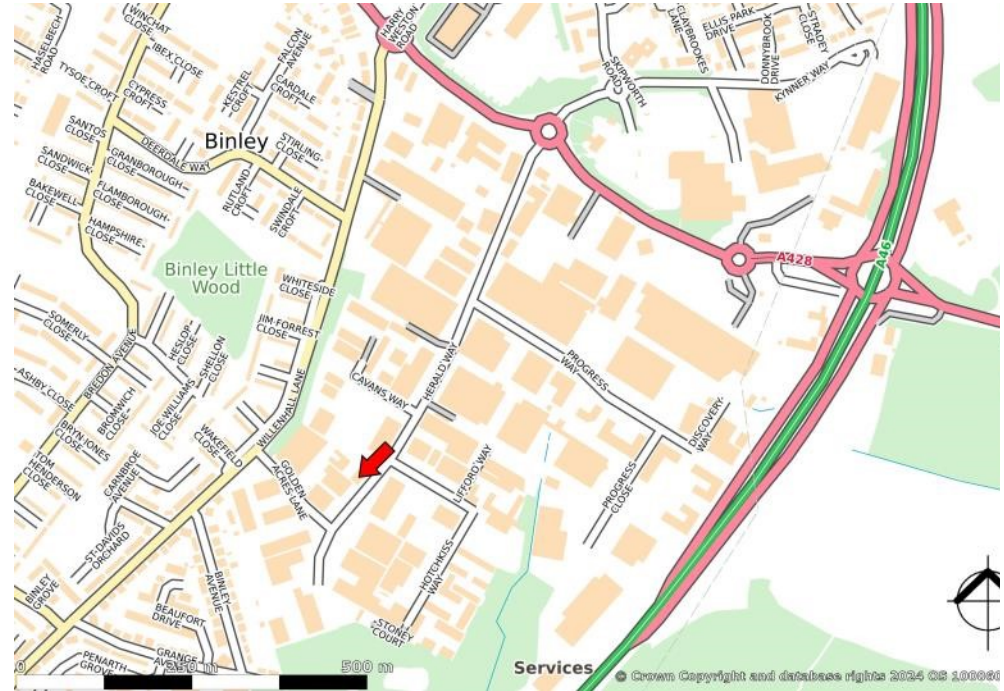 HASELBECH
ROAD
WINCHAT
CLOSE
IBEX CLOSE
FALCON
AVENUE
HARRY
WESTON
ROAD
CLAYBROOKES
LANE
ELLIS PARK
DRIVE
DONNYBROOK
DRIVE
STRADEY
CLOSE
TYSOE CROFT
CYPRESS
CROFT
KESTREL
CROFT
CARDALE
CROFT
SKIPWORTH
ROAD
KYNNER WAY
SANTOS
CLOSE
Binley
DEERDALE WAY
STIRLING
CLOSE
SANDWICK
CLOSE
GRANBOROUGH
CLOSE
RUTLAND
CROFT
BAKEWELL
CLOSE
FLAMBOROUGH
CLOSE
SWINDALE
CROFT
HAMPSHIRE
CLOSE
A428
A46
Binley Little
Wood
WHITESIDE
CLOSE
SOMERLY
CLOSE
BREDON AVENUE
HESLOP
CLOSE
JIM FORREST
CLOSE
SHELLON
CLOSE
HERALD WAY
PROGRESS
WAY
ASHBY CLOSE
BROMWICH
CLOSE
JOE WILLIAMS
CLOSE
WILLENHALL LANE
CAVANS WAY
DISCOVERY
WAY
BRYN JONES
CLOSE
WAKEFIELD
CLOSE
TOM
HENDERSON
CLOSE
CARNBROE
AVENUE
GOLDEN
ACRES LANE
LIFFORD WAY
PROGRESS
CLOSE
ST DAVIDS
ORCHARD
HOTCHKISS
WAY
BINLEY
GROVE
BINLEY
AVENUE
BEAUFORT
DRIVE
STONEY
COURT
PENARTH
GROVE
GRANGE
AVENUE
0
250 m
500 m
Services
© Crown Copyright and database rights 2024 OS